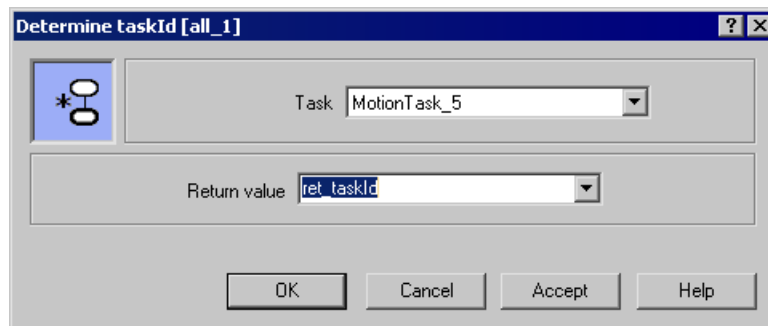 Determine taskId [all_1]
Task MotionTask_5
Return value ret_taskId
OK Cancel Accept Help